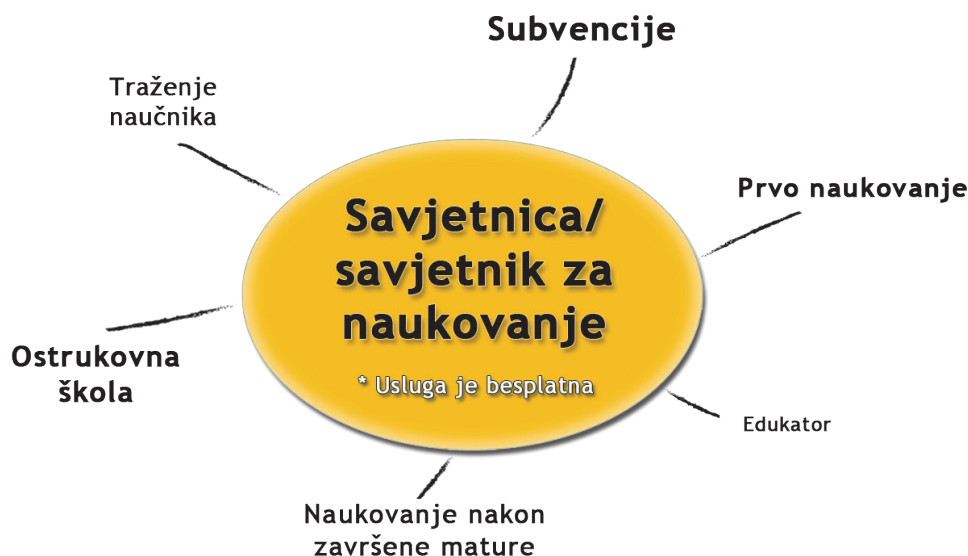 Subvencije
Traženje
naučnika
Prvo naukovanje
Savjetnica/
savjetnik za
naukovanje
* Usluga je besplatna
Ostrukovna
škola
Edukator
Naukovanje nakon
završene mature